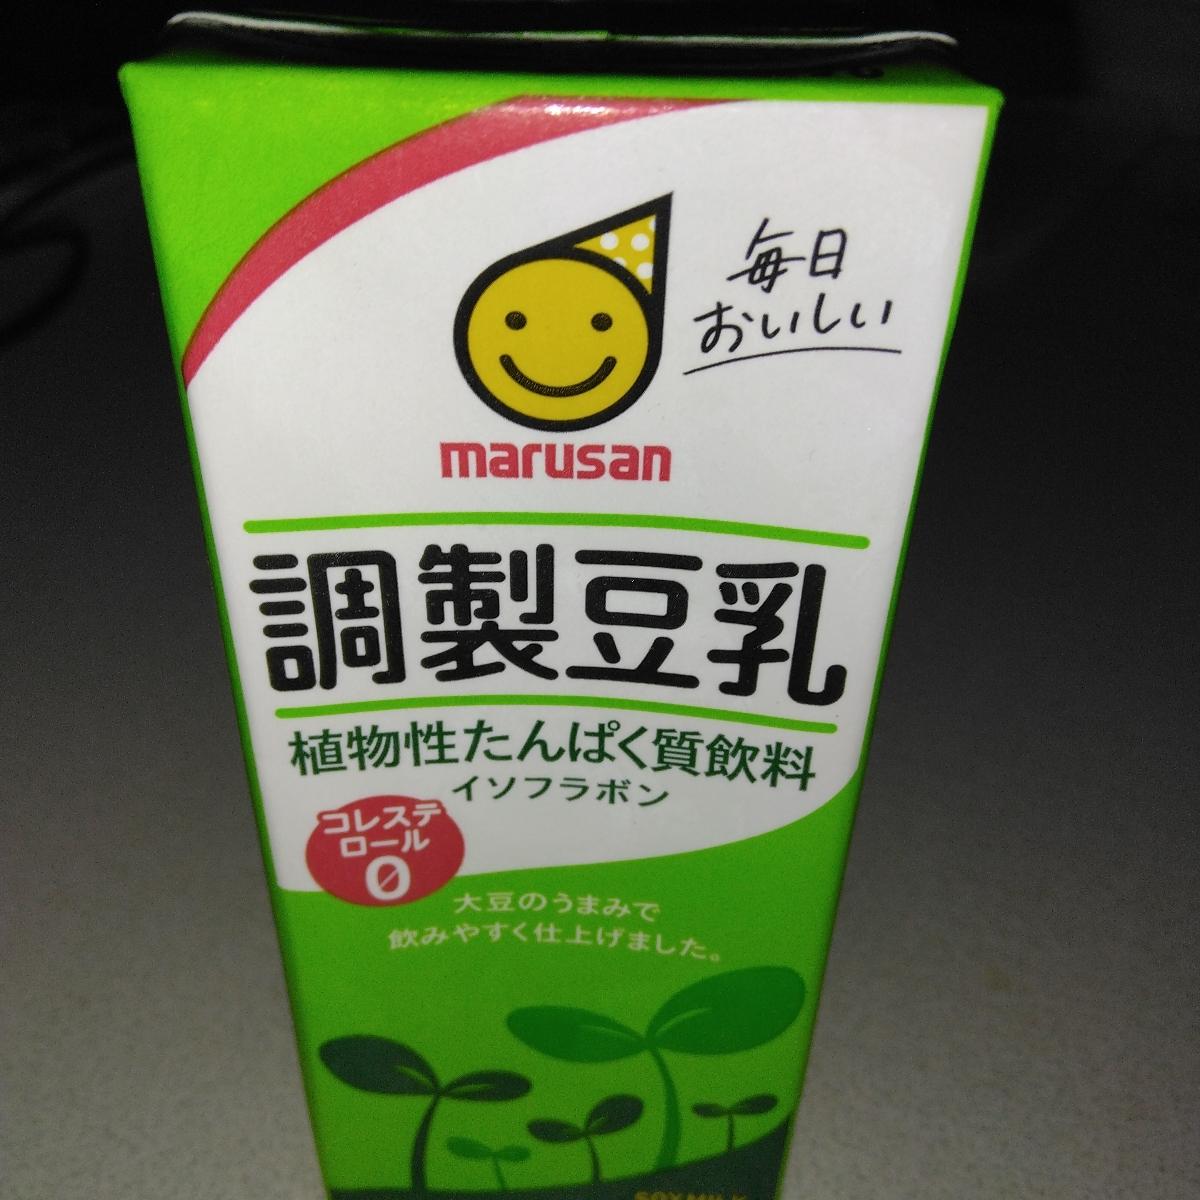 毎日
おいしい
marusan
調製豆乳
植物性たんぱく質飲料
イソフラボン
コレステ
ロール
0
大豆のうまみで
飲みやすく仕上げました。
SOYMILK